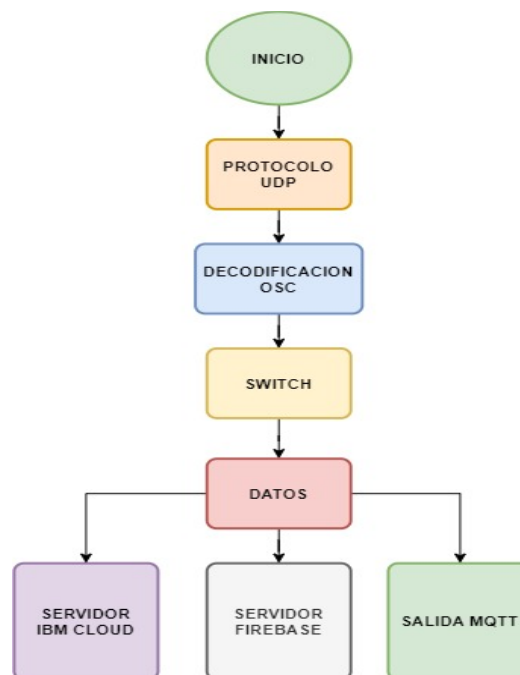 INICIO
PROTOCOLO
UDP
DECODIFICACION
OSC
SWITCH
DATOS
SERVIDOR
IBM CLOUD
SERVIDOR
FIREBASE
SALIDA MQTT